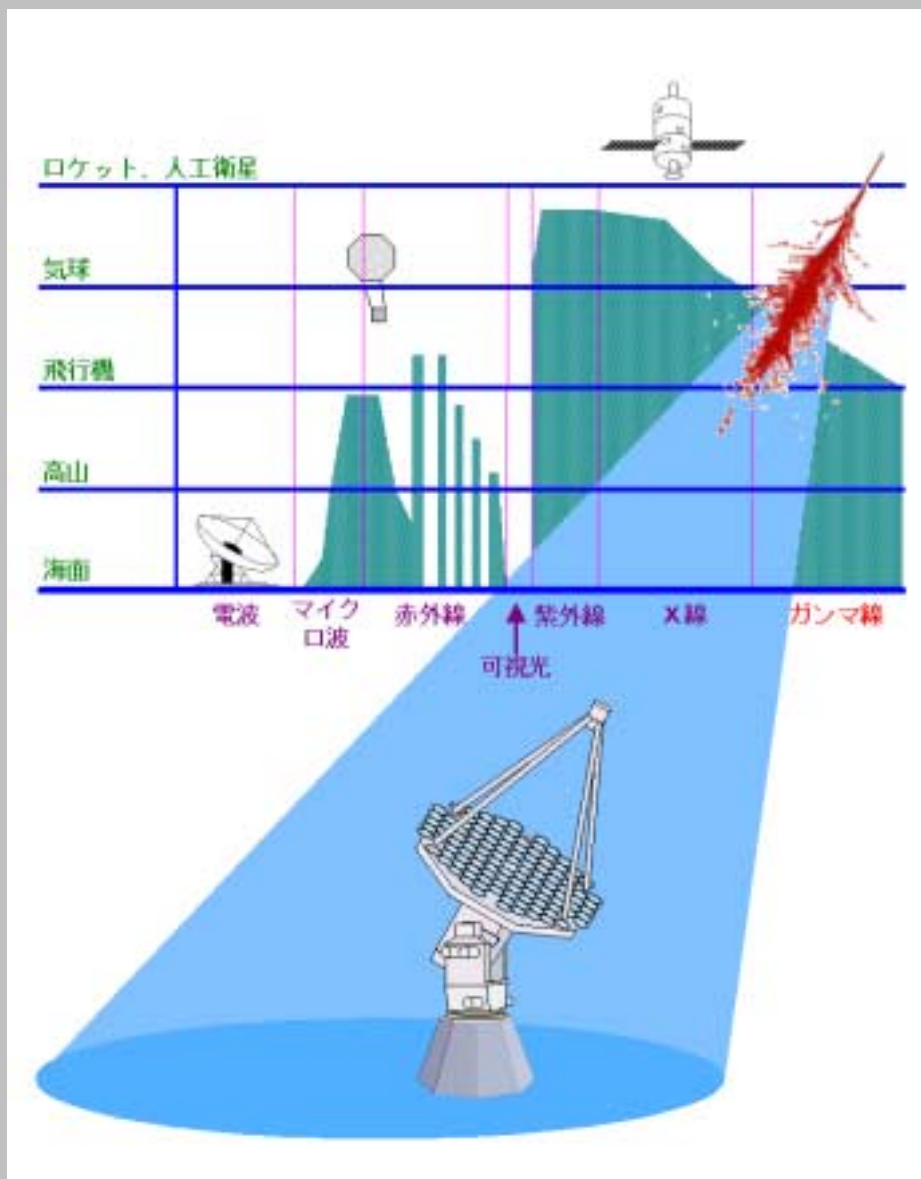 ロケット、人工衛星
気球
飛行機
高山
海面
電波
マイク
ロ波
赤外線
紫外線
X線
ガンマ線
可視光